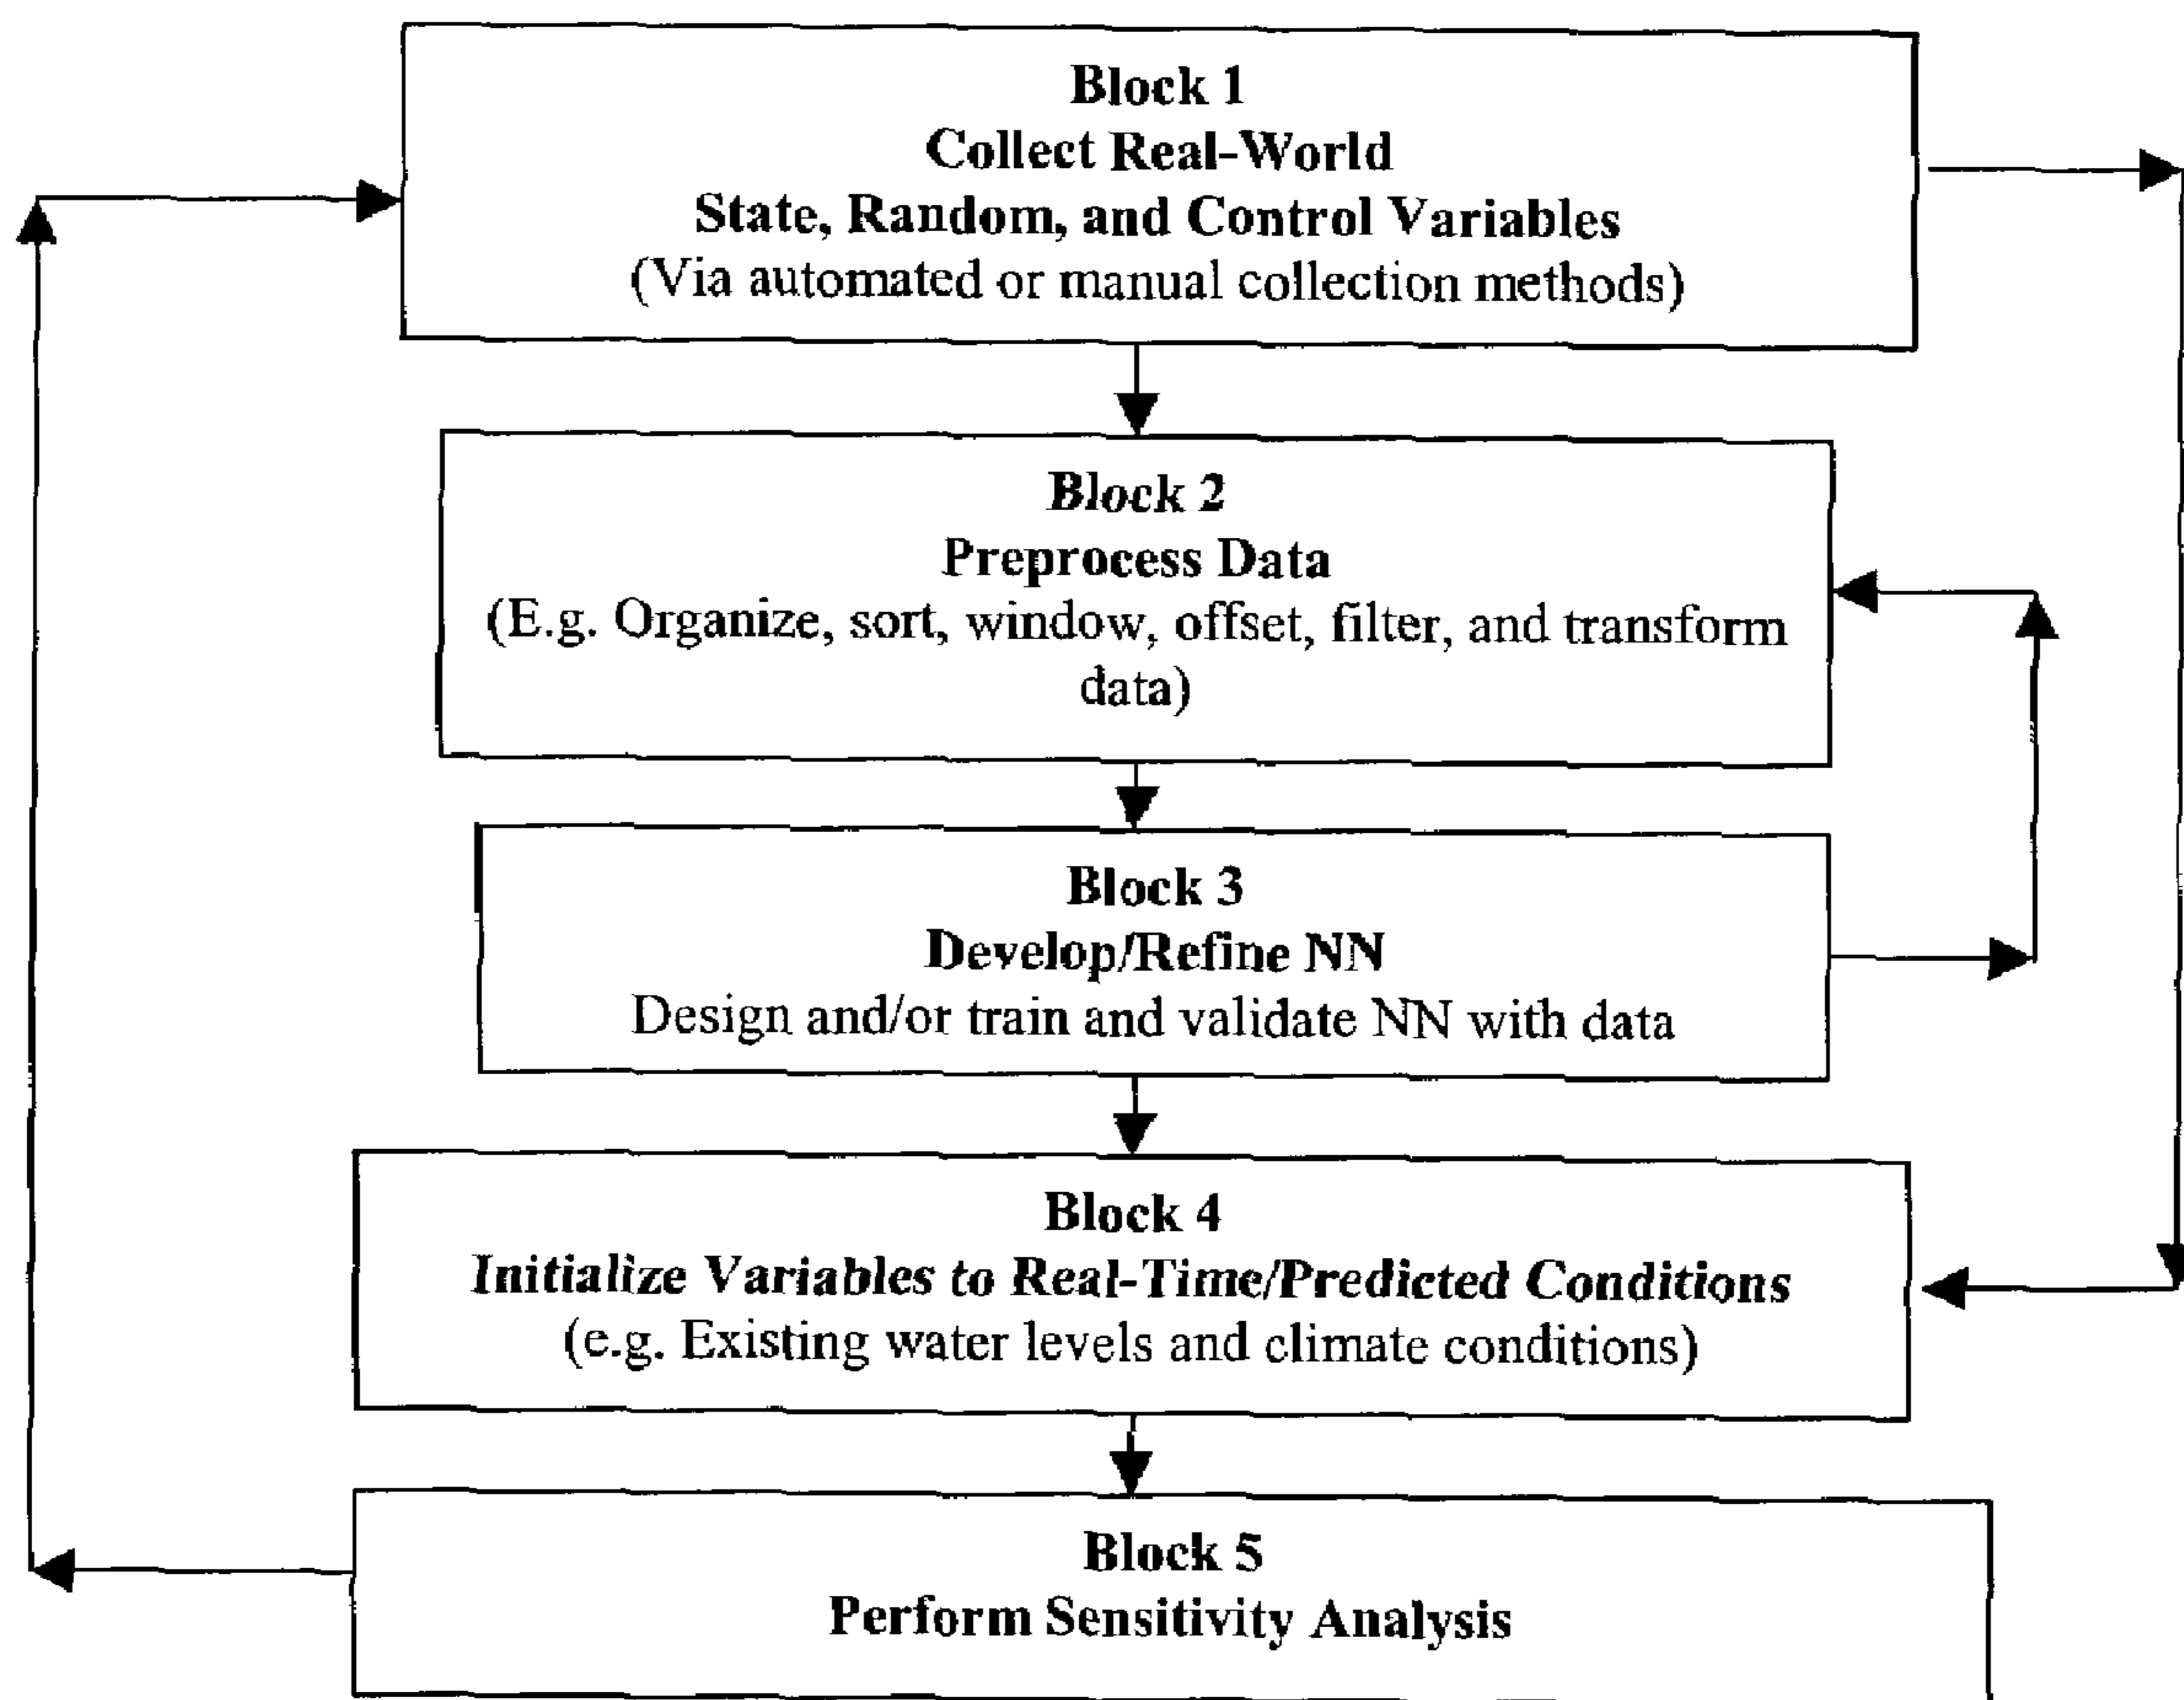 Block 1
Collect Real-World
State, Random, and Control Variables
(Via automated or manual collection methods)
Block 2
Preprocess Data
(E.g. Organize, sort, window, offset, filter, and transform
data)
Block 3
Develop/Refine NN
Design and/or train and validate NN with data
Block 4
Initialize Variables to Real-Time/Predicted Conditions
(e.g. Existing water levels and climate conditions)
Block 5
Perform Sensitivity Analysis